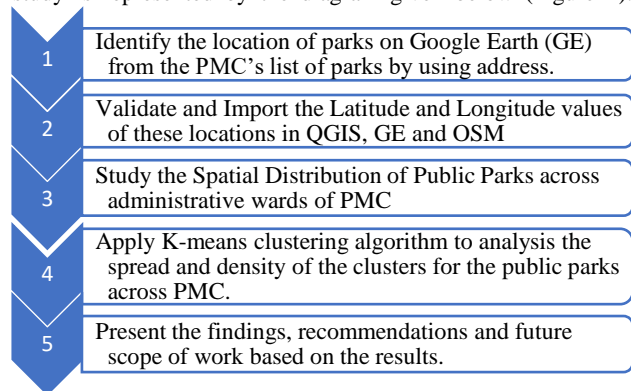 1
Identify the location of parks on Google Earth (GE)
from the PMC's list of parks by using address.
2
Validate and Import the Latitude and Longitude values
of these locations in QGIS, GE and OSM
3
Study the Spatial Distribution of Public Parks across
administrative wards of PMC
4
Apply K-means clustering algorithm to analysis the
spread and density of the clusters for the public parks
across PMC.
5
Present the findings, recommendations and future
scope of work based on the results.